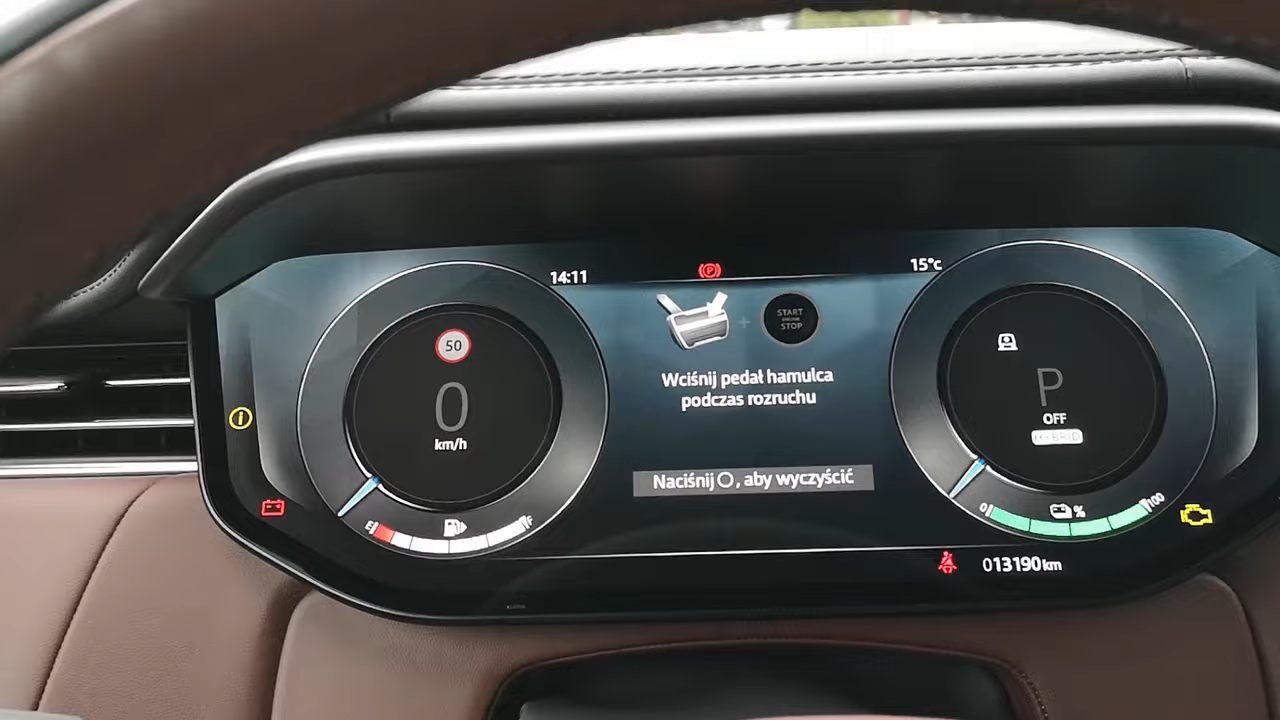 14:11
15°c
50
0
km/h
START
ENGINE
STOP
Wciśnij pedał hamulca
podczas rozruchu
Naciśnij O, aby wyczyścić
P
OFF
HYBRID
E
F
0
%
100
013190km